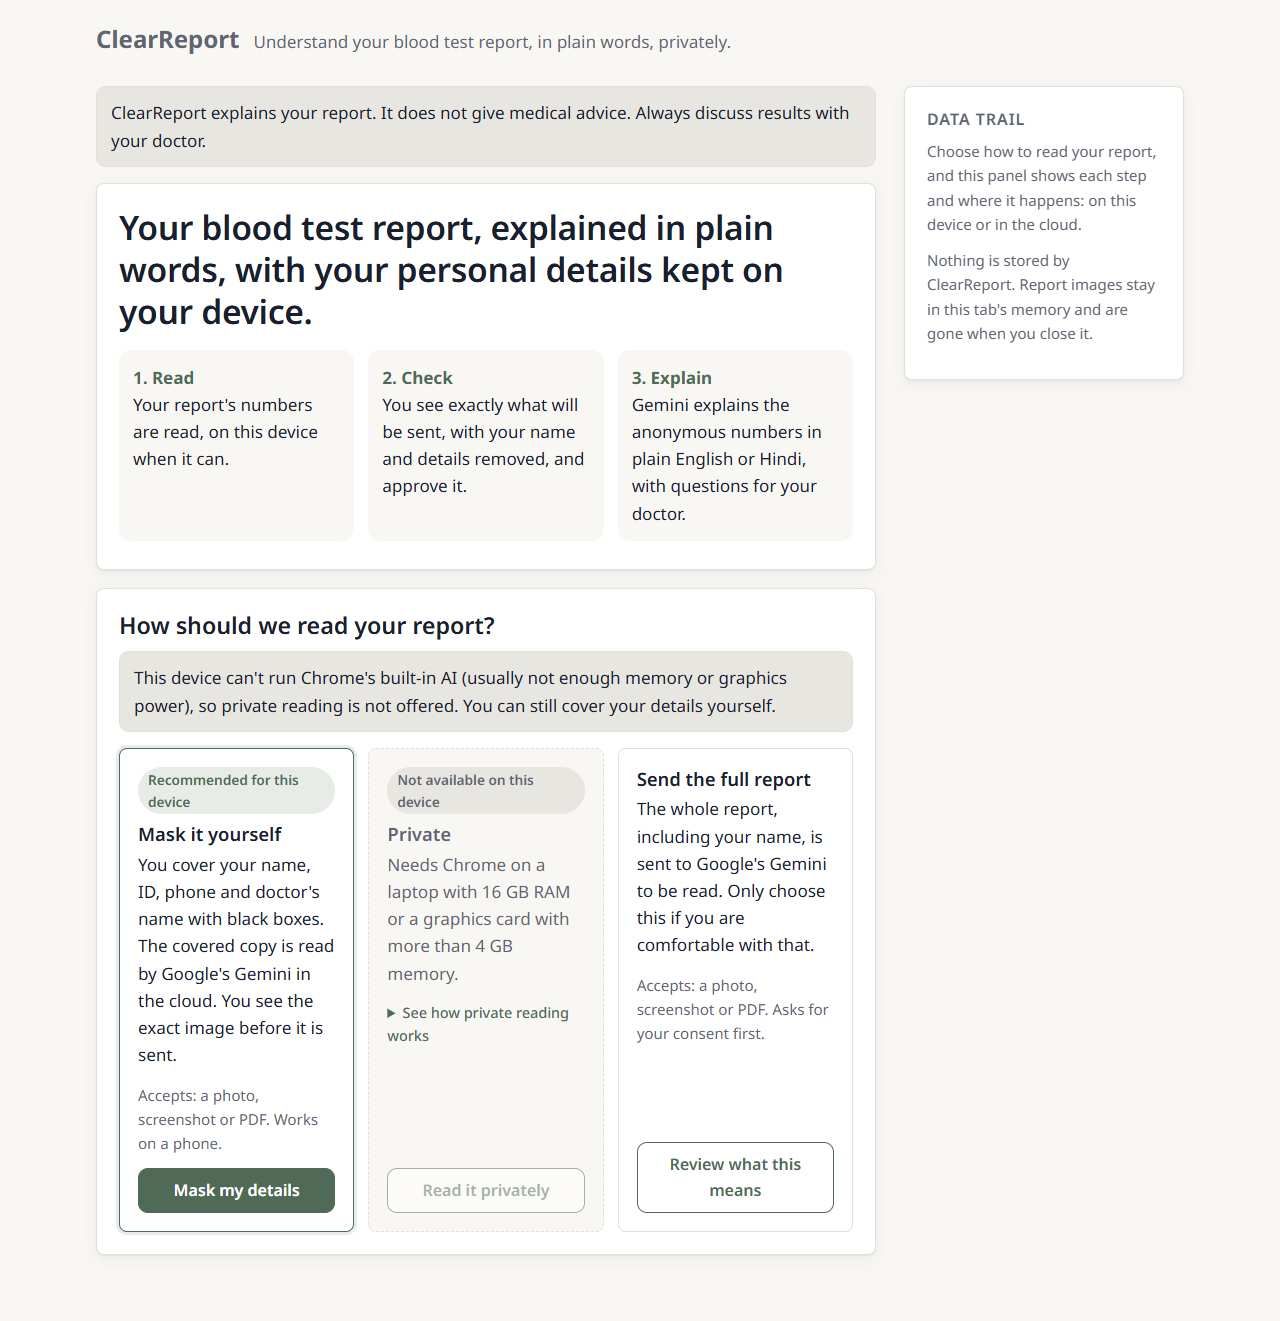 ClearReport Understand your blood test report, in plain words, privately.
ClearReport explains your report. It does not give medical advice. Always discuss results with
your doctor.
Your blood test report, explained in plain
words, with your personal details kept on
your device.
1. Read
Your report's numbers
are read, on this device
when it can.
2. Check
You see exactly what will
be sent, with your name
and details removed, and
approve it.
3. Explain
Gemini explains the
anonymous numbers in
plain English or Hindi,
with questions for your
doctor.
How should we read your report?
This device can't run Chrome's built-in AI (usually not enough memory or graphics
power), so private reading is not offered. You can still cover your details yourself.
Recommended for this
device
Mask it yourself
You cover your name,
ID, phone and doctor's
name with black boxes.
The covered copy is read
by Google's Gemini in
the cloud. You see the
exact image before it is
sent.
Accepts: a photo,
screenshot or PDF. Works
on a phone.
Mask my details
Not available on this
device
Private
Needs Chrome on a
laptop with 16 GB RAM
or a graphics card with
more than 4 GB
memory.
▶ See how private reading
works
Read it privately
Send the full report
The whole report,
including your name, is
sent to Google's Gemini
to be read. Only choose
this if you are
comfortable with that.
Accepts: a photo,
screenshot or PDF. Asks for
your consent first.
Review what this
means
DATA TRAIL
Choose how to read your report,
and this panel shows each step
and where it happens: on this
device or in the cloud.
Nothing is stored by
ClearReport. Report images stay
in this tab's memory and are
gone when you close it.